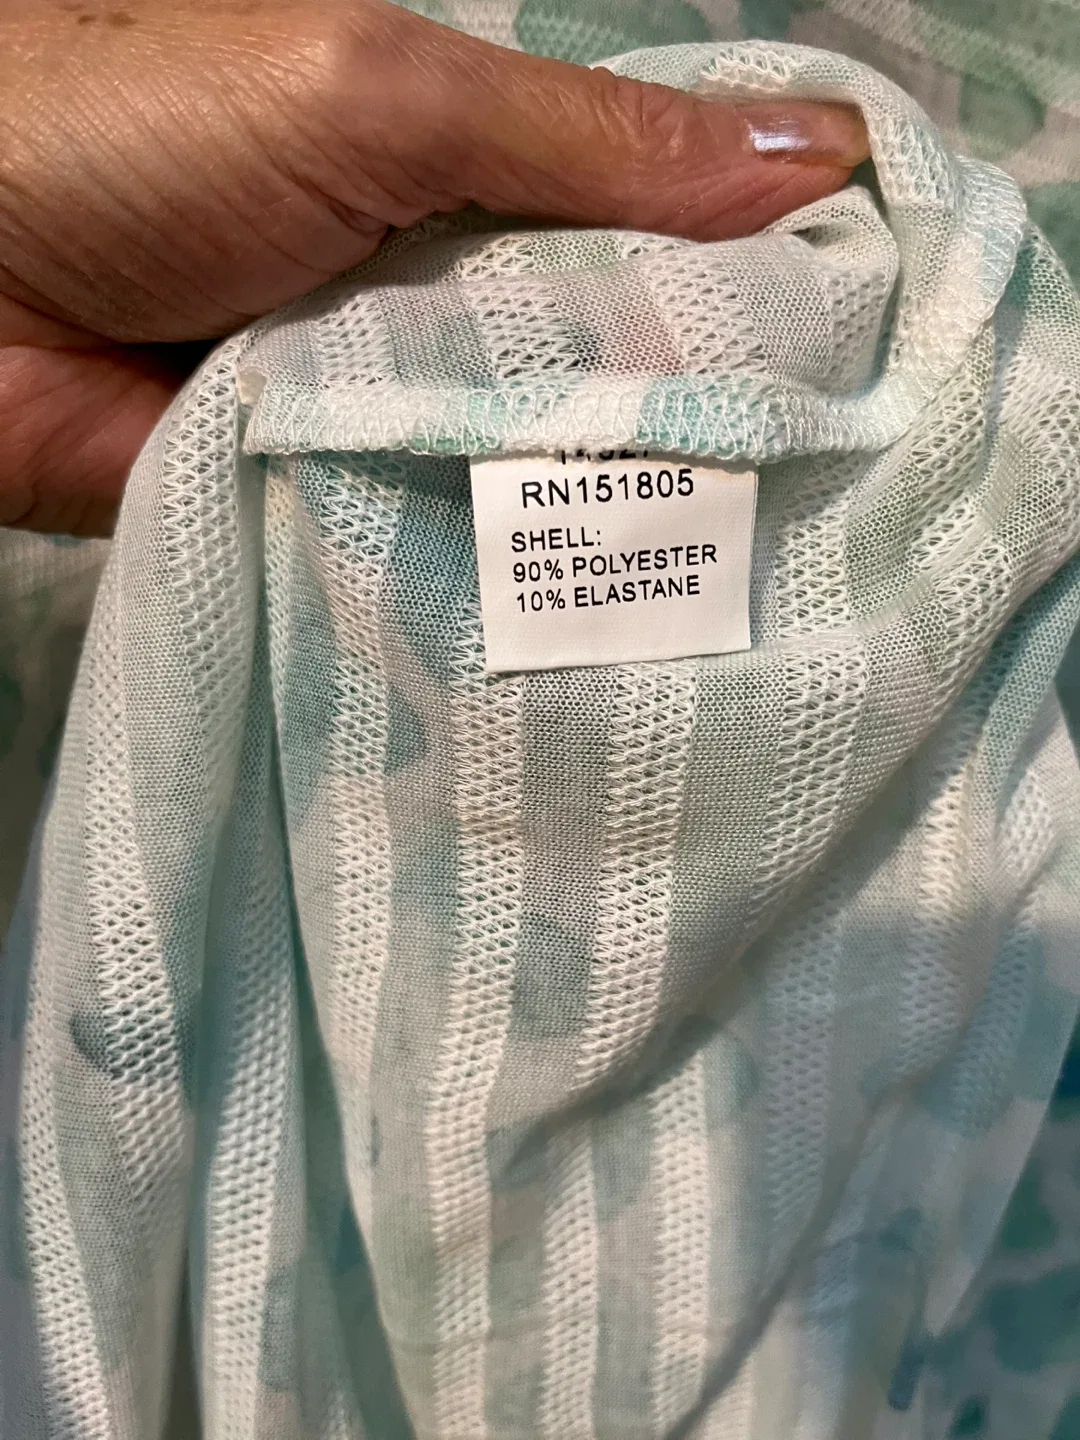 RN151805
SHELL:
90% POLYESTER
10% ELASTANE